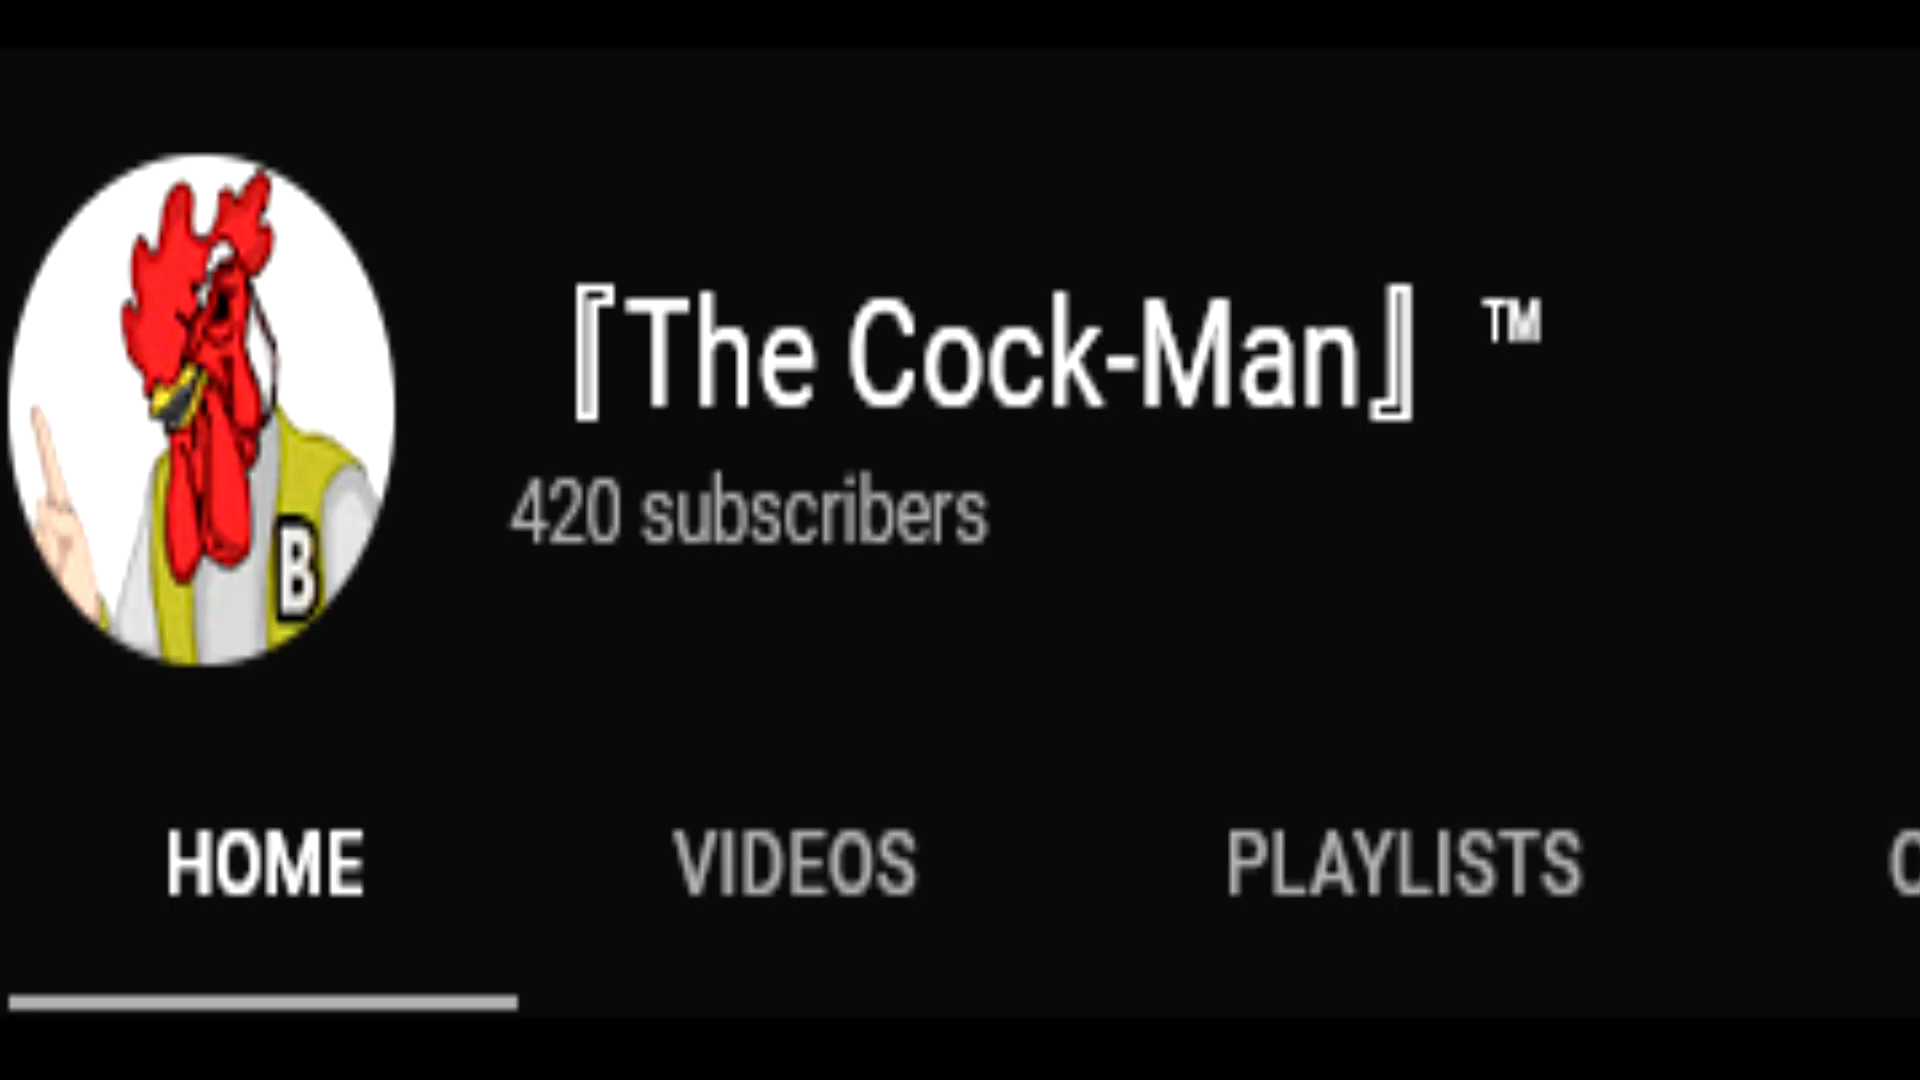 『The Cock-Man』 ™
420 subscribers
HOME VIDEOS PLAYLISTS
B